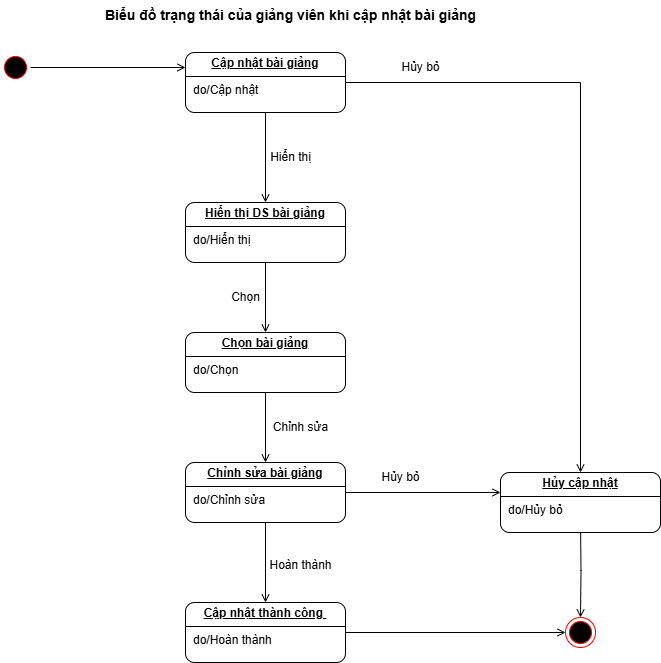 Biểu đồ trạng thái của giảng viên khi cập nhật bài giảng
Cập nhật bài giảng
do/Cập nhật
Hủy bỏ
Hiển thị
Hiển thị DS bài giảng
do/Hiển thị
Chọn
Chọn bài giảng
do/Chọn
Chỉnh sửa
Chỉnh sửa bài giảng
do/Chỉnh sửa
Hủy bỏ
Hủy cập nhật
do/Hủy bỏ
Hoàn thành
Cập nhật thành công
do/Hoàn thành